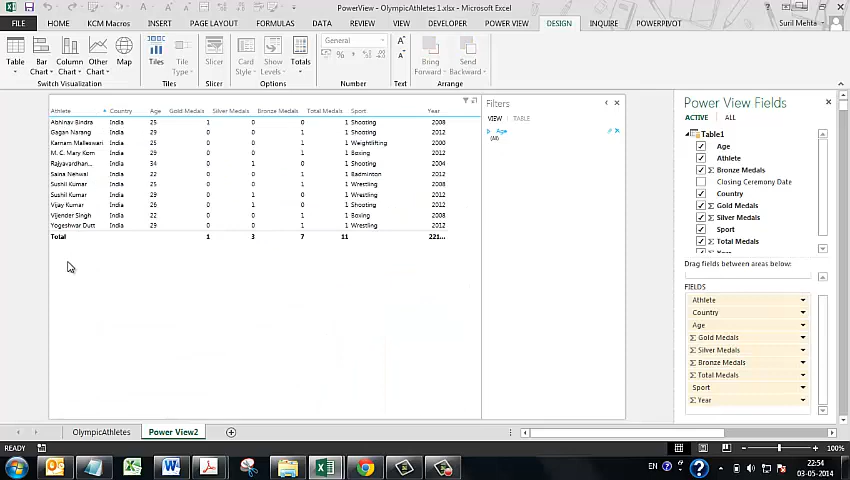 PowerView - OlympicAthletes 1.xlsx - Microsoft Excel
DESIGN
FILE HOME KCM Macros INSERT PAGE LAYOUT FORMULAS DATA REVIEW VIEW DEVELOPER POWER VIEW DESIGN INQUIRE POWERPIVOT Sunil Mehta
Table Bar Chart Column Chart Other Chart Map Tiles Tile Type Slicer Card Style Show Levels Totals General % Bring Forward Send Backward
Switch Visualization Tiles Slicer Options Number Text Arrange
Athlete Country Age Gold Medals Silver Medals Bronze Medals Total Medals Sport Year
Abhinav Bindra India 25 1 0 0 1 Shooting 2008
Gagan Narang India 29 0 0 1 1 Shooting 2012
Karnam Malleswari India 25 0 0 1 1 Weightlifting 2000
M. C. Mary Kom India 29 0 0 1 1 Boxing 2012
Rajyavardhan... India 34 0 1 0 1 Shooting 2004
Saina Nehwal India 22 0 0 1 1 Badminton 2012
Sushil Kumar India 25 0 0 1 1 Wrestling 2008
Sushil Kumar India 29 0 1 0 1 Wrestling 2012
Vijay Kumar India 26 0 1 0 1 Shooting 2012
Vijender Singh India 22 0 0 1 1 Boxing 2008
Yogeshwar Dutt India 29 0 0 1 1 Wrestling 2012
Total 1 3 7 11 221...
Filters
VIEW TABLE
Age
(All)
Power View Fields
ACTIVE ALL
Table1
Age
Athlete
Σ Bronze Medals
Closing Ceremony Date
Country
Σ Gold Medals
Σ Silver Medals
Sport
Σ Total Medals
Drag fields between areas below:
FIELDS
Athlete
Country
Age
Σ Gold Medals
Σ Silver Medals
Σ Bronze Medals
Σ Total Medals
Sport
Σ Year
OlympicAthletes Power View2
READY 100%
EN 22:54
03-05-2014